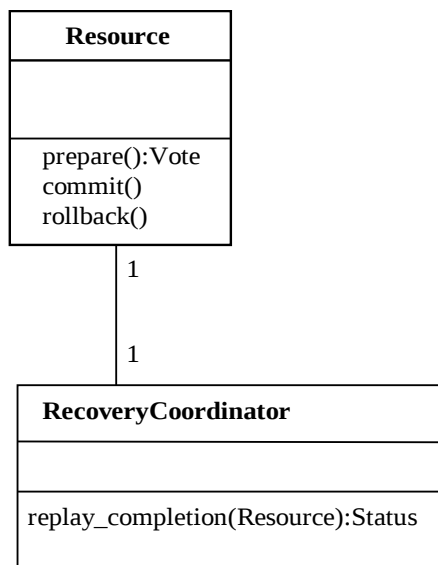 Resource
prepare():Vote
commit()
rollback()
1
1
RecoveryCoordinator
replay_completion(Resource):Status